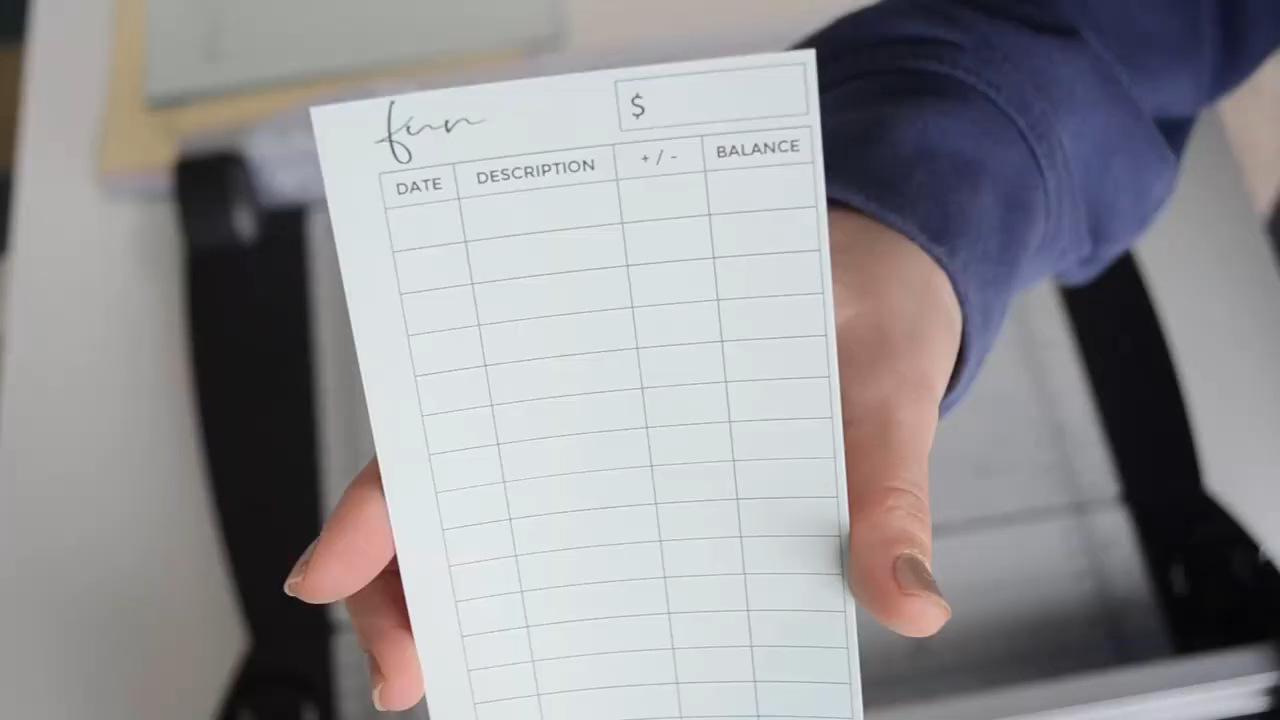 fun
$
DATE DESCRIPTION + / - BALANCE